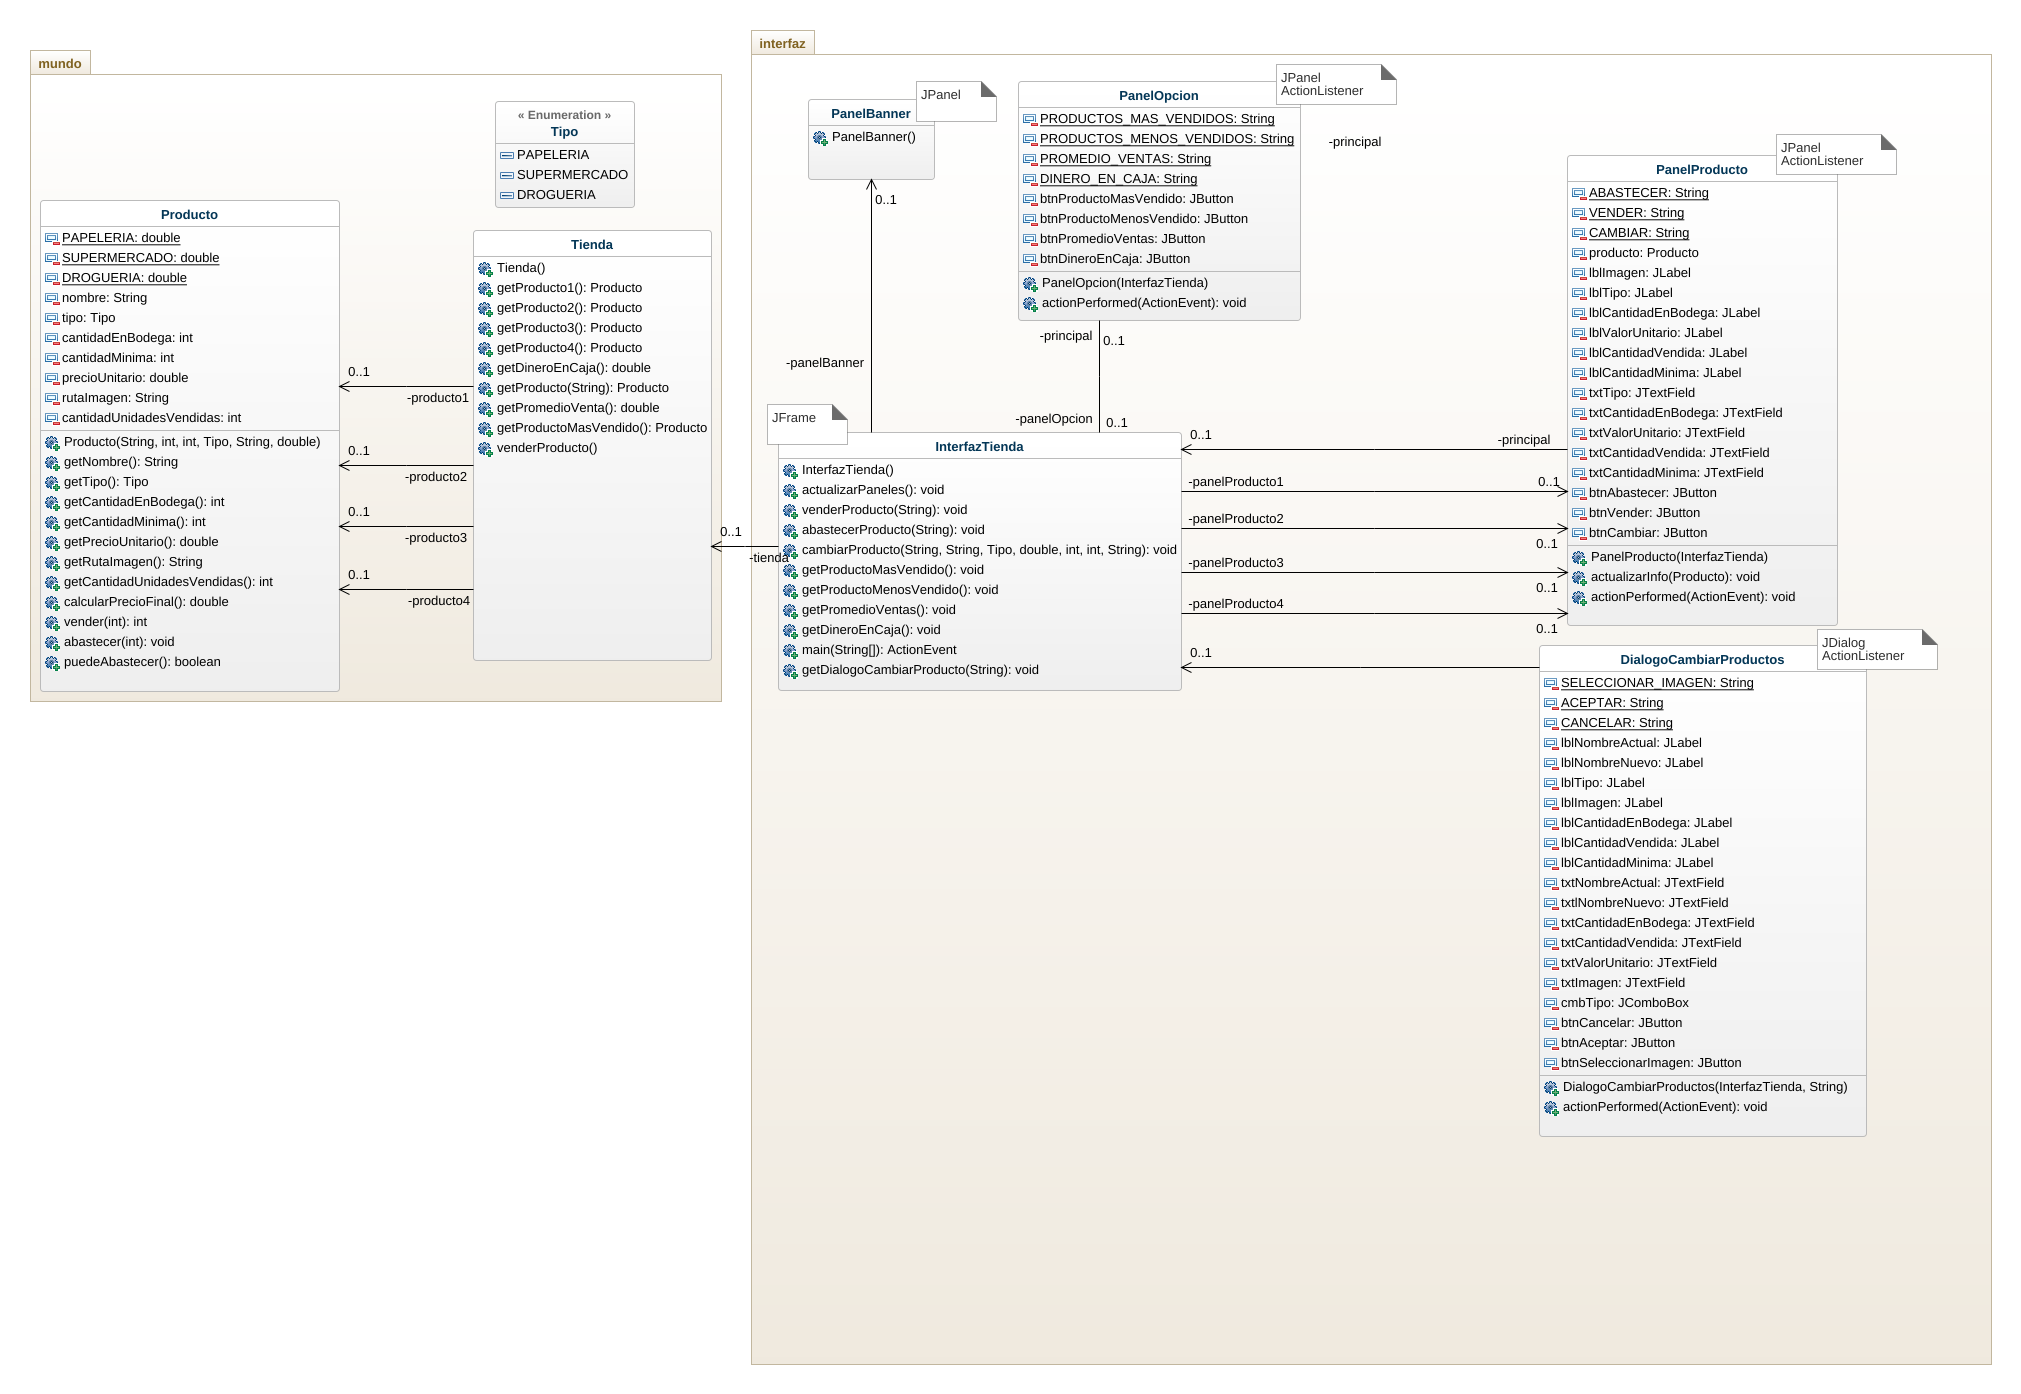 mundo
« Enumeration »
Tipo
PAPELERIA
SUPERMERCADO
DROGUERIA
Producto
PAPELERIA: double
SUPERMERCADO: double
DROGUERIA: double
nombre: String
tipo: Tipo
cantidadEnBodega: int
cantidadMinima: int
precioUnitario: double
rutaImagen: String
cantidadUnidadesVendidas: int
Producto(String, int, int, Tipo, String, double)
getNombre(): String
getTipo(): Tipo
getCantidadEnBodega(): int
getCantidadMinima(): int
getPrecioUnitario(): double
getRutaImagen(): String
getCantidadUnidadesVendidas(): int
calcularPrecioFinal(): double
vender(int): int
abastecer(int): void
puedeAbastecer(): boolean
0..1
-producto1
0..1
-producto2
0..1
-producto3
0..1
-producto4
Tienda
Tienda()
getProducto1(): Producto
getProducto2(): Producto
getProducto3(): Producto
getProducto4(): Producto
getDineroEnCaja(): double
getProducto(String): Producto
getPromedioVenta(): double
getProductoMasVendido(): Producto
venderProducto()
0..1
-tienda
interfaz
JPanel
PanelBanner
PanelBanner()
0..1
-panelBanner
JPanel
ActionListener
PanelOpcion
PRODUCTOS_MAS_VENDIDOS: String
PRODUCTOS_MENOS_VENDIDOS: String
PROMEDIO_VENTAS: String
DINERO_EN_CAJA: String
btnProductoMasVendido: JButton
btnProductoMenosVendido: JButton
btnPromedioVentas: JButton
btnDineroEnCaja: JButton
PanelOpcion(InterfazTienda)
actionPerformed(ActionEvent): void
-principal
-principal
0..1
-panelOpcion
0..1
JFrame
InterfazTienda
InterfazTienda()
actualizarPaneles(): void
venderProducto(String): void
abastecerProducto(String): void
cambiarProducto(String, String, Tipo, double, int, int, String): void
getProductoMasVendido(): void
getProductoMenosVendido(): void
getPromedioVentas(): void
getDineroEnCaja(): void
main(String[]): ActionEvent
getDialogoCambiarProducto(String): void
0..1
-principal
-panelProducto1
0..1
-panelProducto2
0..1
-panelProducto3
0..1
-panelProducto4
0..1
0..1
JPanel
ActionListener
PanelProducto
ABASTECER: String
VENDER: String
CAMBIAR: String
producto: Producto
lblImagen: JLabel
lblTipo: JLabel
lblCantidadEnBodega: JLabel
lblValorUnitario: JLabel
lblCantidadVendida: JLabel
lblCantidadMinima: JLabel
txtTipo: JTextField
txtCantidadEnBodega: JTextField
txtValorUnitario: JTextField
txtCantidadVendida: JTextField
txtCantidadMinima: JTextField
btnAbastecer: JButton
btnVender: JButton
btnCambiar: JButton
PanelProducto(InterfazTienda)
actualizarInfo(Producto): void
actionPerformed(ActionEvent): void
JDialog
ActionListener
DialogoCambiarProductos
SELECCIONAR_IMAGEN: String
ACEPTAR: String
CANCELAR: String
lblNombreActual: JLabel
lblNombreNuevo: JLabel
lblTipo: JLabel
lblImagen: JLabel
lblCantidadEnBodega: JLabel
lblCantidadVendida: JLabel
lblCantidadMinima: JLabel
txtNombreActual: JTextField
txtlNombreNuevo: JTextField
txtCantidadEnBodega: JTextField
txtCantidadVendida: JTextField
txtValorUnitario: JTextField
txtImagen: JTextField
cmbTipo: JComboBox
btnCancelar: JButton
btnAceptar: JButton
btnSeleccionarImagen: JButton
DialogoCambiarProductos(InterfazTienda, String)
actionPerformed(ActionEvent): void